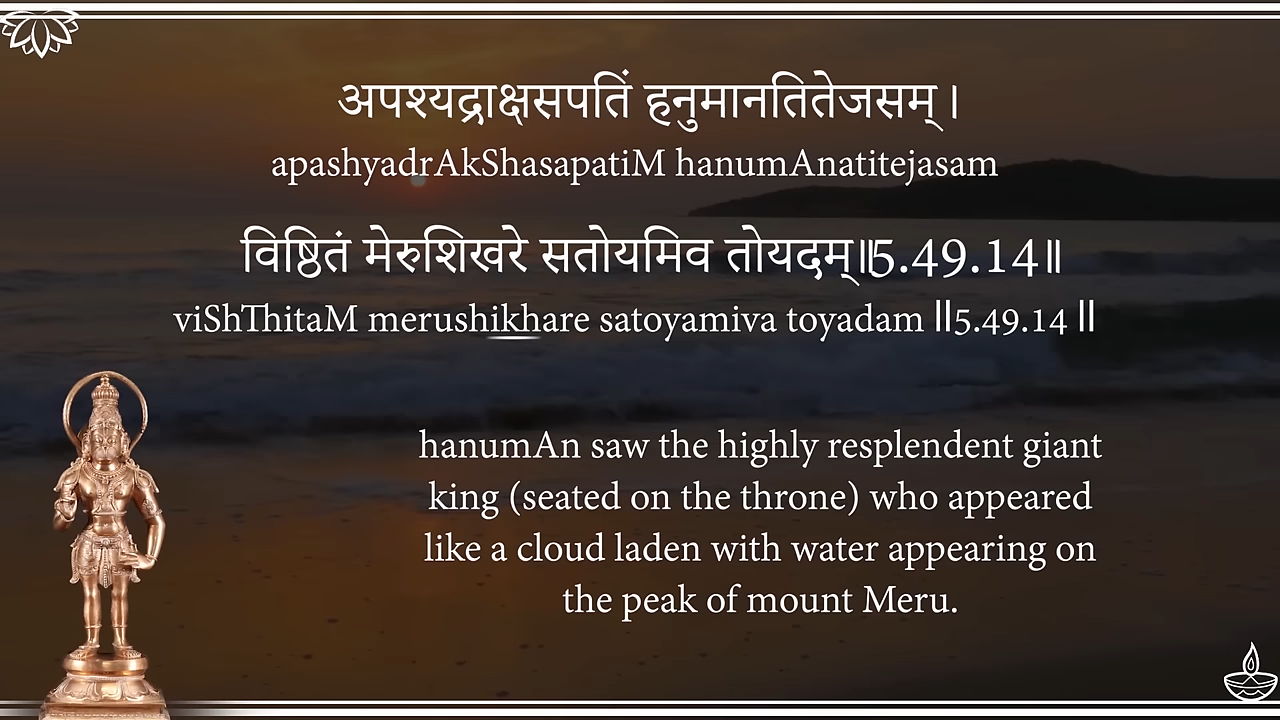 अपश्यद्राक्षसपतिं हनुमानतितेजसम् ।
apashyadrAkShasapatiM hanumAnatitejasam
विष्ठितं मेरुशिखरे सतोयमिव तोयदम्॥5.49.14॥
viShThitaM merushikhare satoyamiva toyadam ॥5.49.14 ॥
hanumAn saw the highly resplendent giant
king (seated on the throne) who appeared
like a cloud laden with water appearing on
the peak of mount Meru.